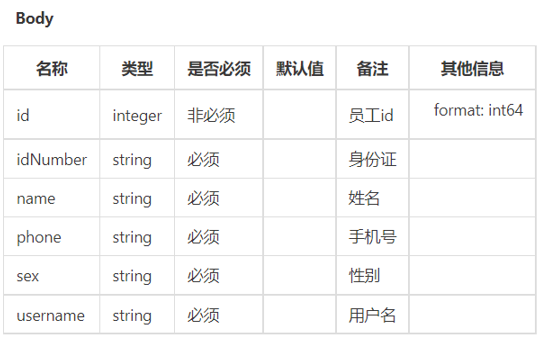 Body
名称 类型 是否必须 默认值 备注 其他信息
id integer 非必须 员工id format: int64
idNumber string 必须 身份证
name string 必须 姓名
phone string 必须 手机号
sex string 必须 性别
username string 必须 用户名